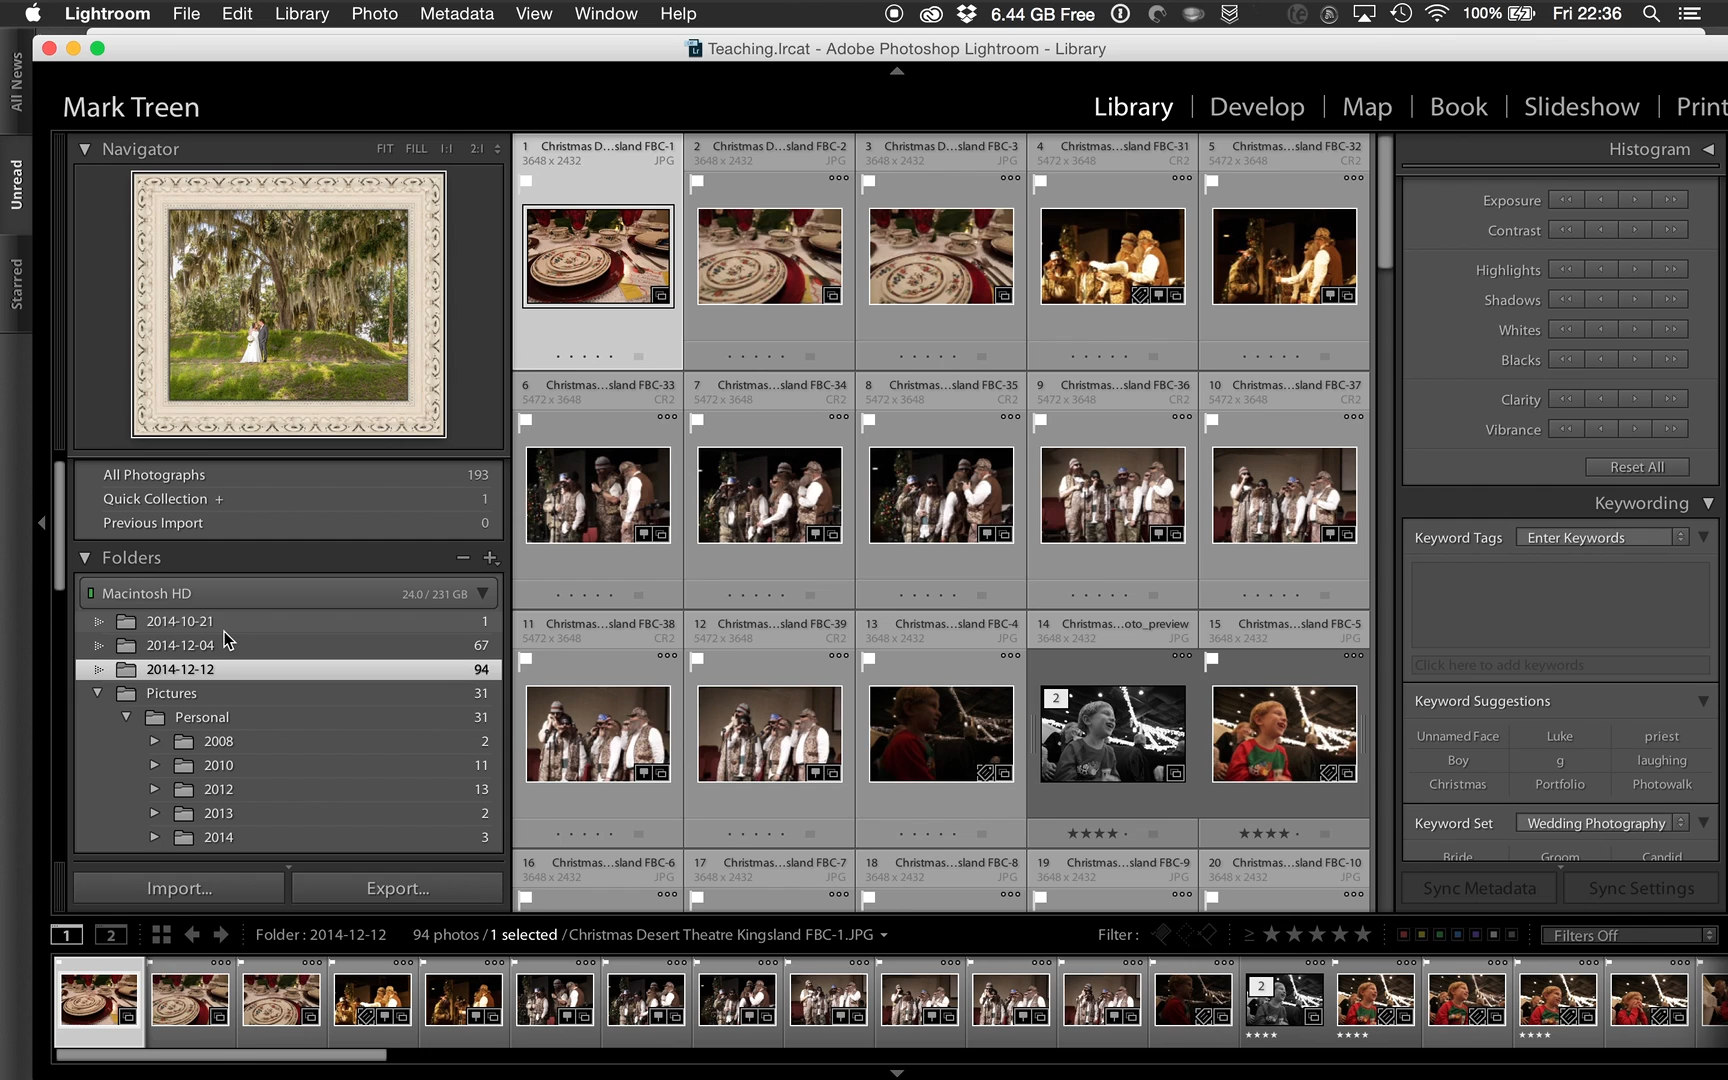 Lightroom File Edit Library Photo Metadata View Window Help 6.44 GB Free 100% Fri 22:36
Teaching.lrcat - Adobe Photoshop Lightroom - Library
All News
Unread
Starred
Mark Treen
Library | Develop | Map | Book | Slideshow | Print
Navigator FIT FILL 1:1 2:1
All Photographs 193
Quick Collection + 1
Previous Import 0
Folders
Macintosh HD 24.0 / 231 GB
2014-10-21 1
2014-12-04 67
2014-12-12 94
Pictures 31
Personal 31
2008 2
2010 11
2012 13
2013 2
2014 3
Import... Export...
1 Christmas D...sland FBC-1
3648 x 2432 JPG
2 Christmas D...sland FBC-2
3648 x 2432 JPG
3 Christmas D...sland FBC-3
3648 x 2432 JPG
4 Christmas...sland FBC-31
5472 x 3648 CR2
5 Christmas...sland FBC-32
5472 x 3648 CR2
6 Christmas...sland FBC-33
5472 x 3648 CR2
7 Christmas...sland FBC-34
5472 x 3648 CR2
8 Christmas...sland FBC-35
5472 x 3648 CR2
9 Christmas...sland FBC-36
5472 x 3648 CR2
10 Christmas...sland FBC-37
5472 x 3648 CR2
11 Christmas...sland FBC-38
5472 x 3648 CR2
12 Christmas...sland FBC-39
5472 x 3648 CR2
13 Christmas...sland FBC-4
3648 x 2432 JPG
14 Christmas...oto_preview
3648 x 2432 JPG
2
15 Christmas...sland FBC-5
3648 x 2432 JPG
16 Christmas...sland FBC-6
3648 x 2432 JPG
17 Christmas...sland FBC-7
3648 x 2432 JPG
18 Christmas...sland FBC-8
3648 x 2432 JPG
19 Christmas...sland FBC-9
3648 x 2432 JPG
20 Christmas...sland FBC-10
3648 x 2432 JPG
Histogram
Exposure
Contrast
Highlights
Shadows
Whites
Blacks
Clarity
Vibrance
Reset All
Keywording
Keyword Tags Enter Keywords
Click here to add keywords
Keyword Suggestions
Unnamed Face Luke priest
Boy g laughing
Christmas Portfolio Photowalk
Keyword Set Wedding Photography
Bride Groom Candid
Sync Metadata Sync Settings
1 2 Folder : 2014-12-12 94 photos / 1 selected / Christmas Desert Theatre Kingsland FBC-1.JPG Filter : Filters Off
2